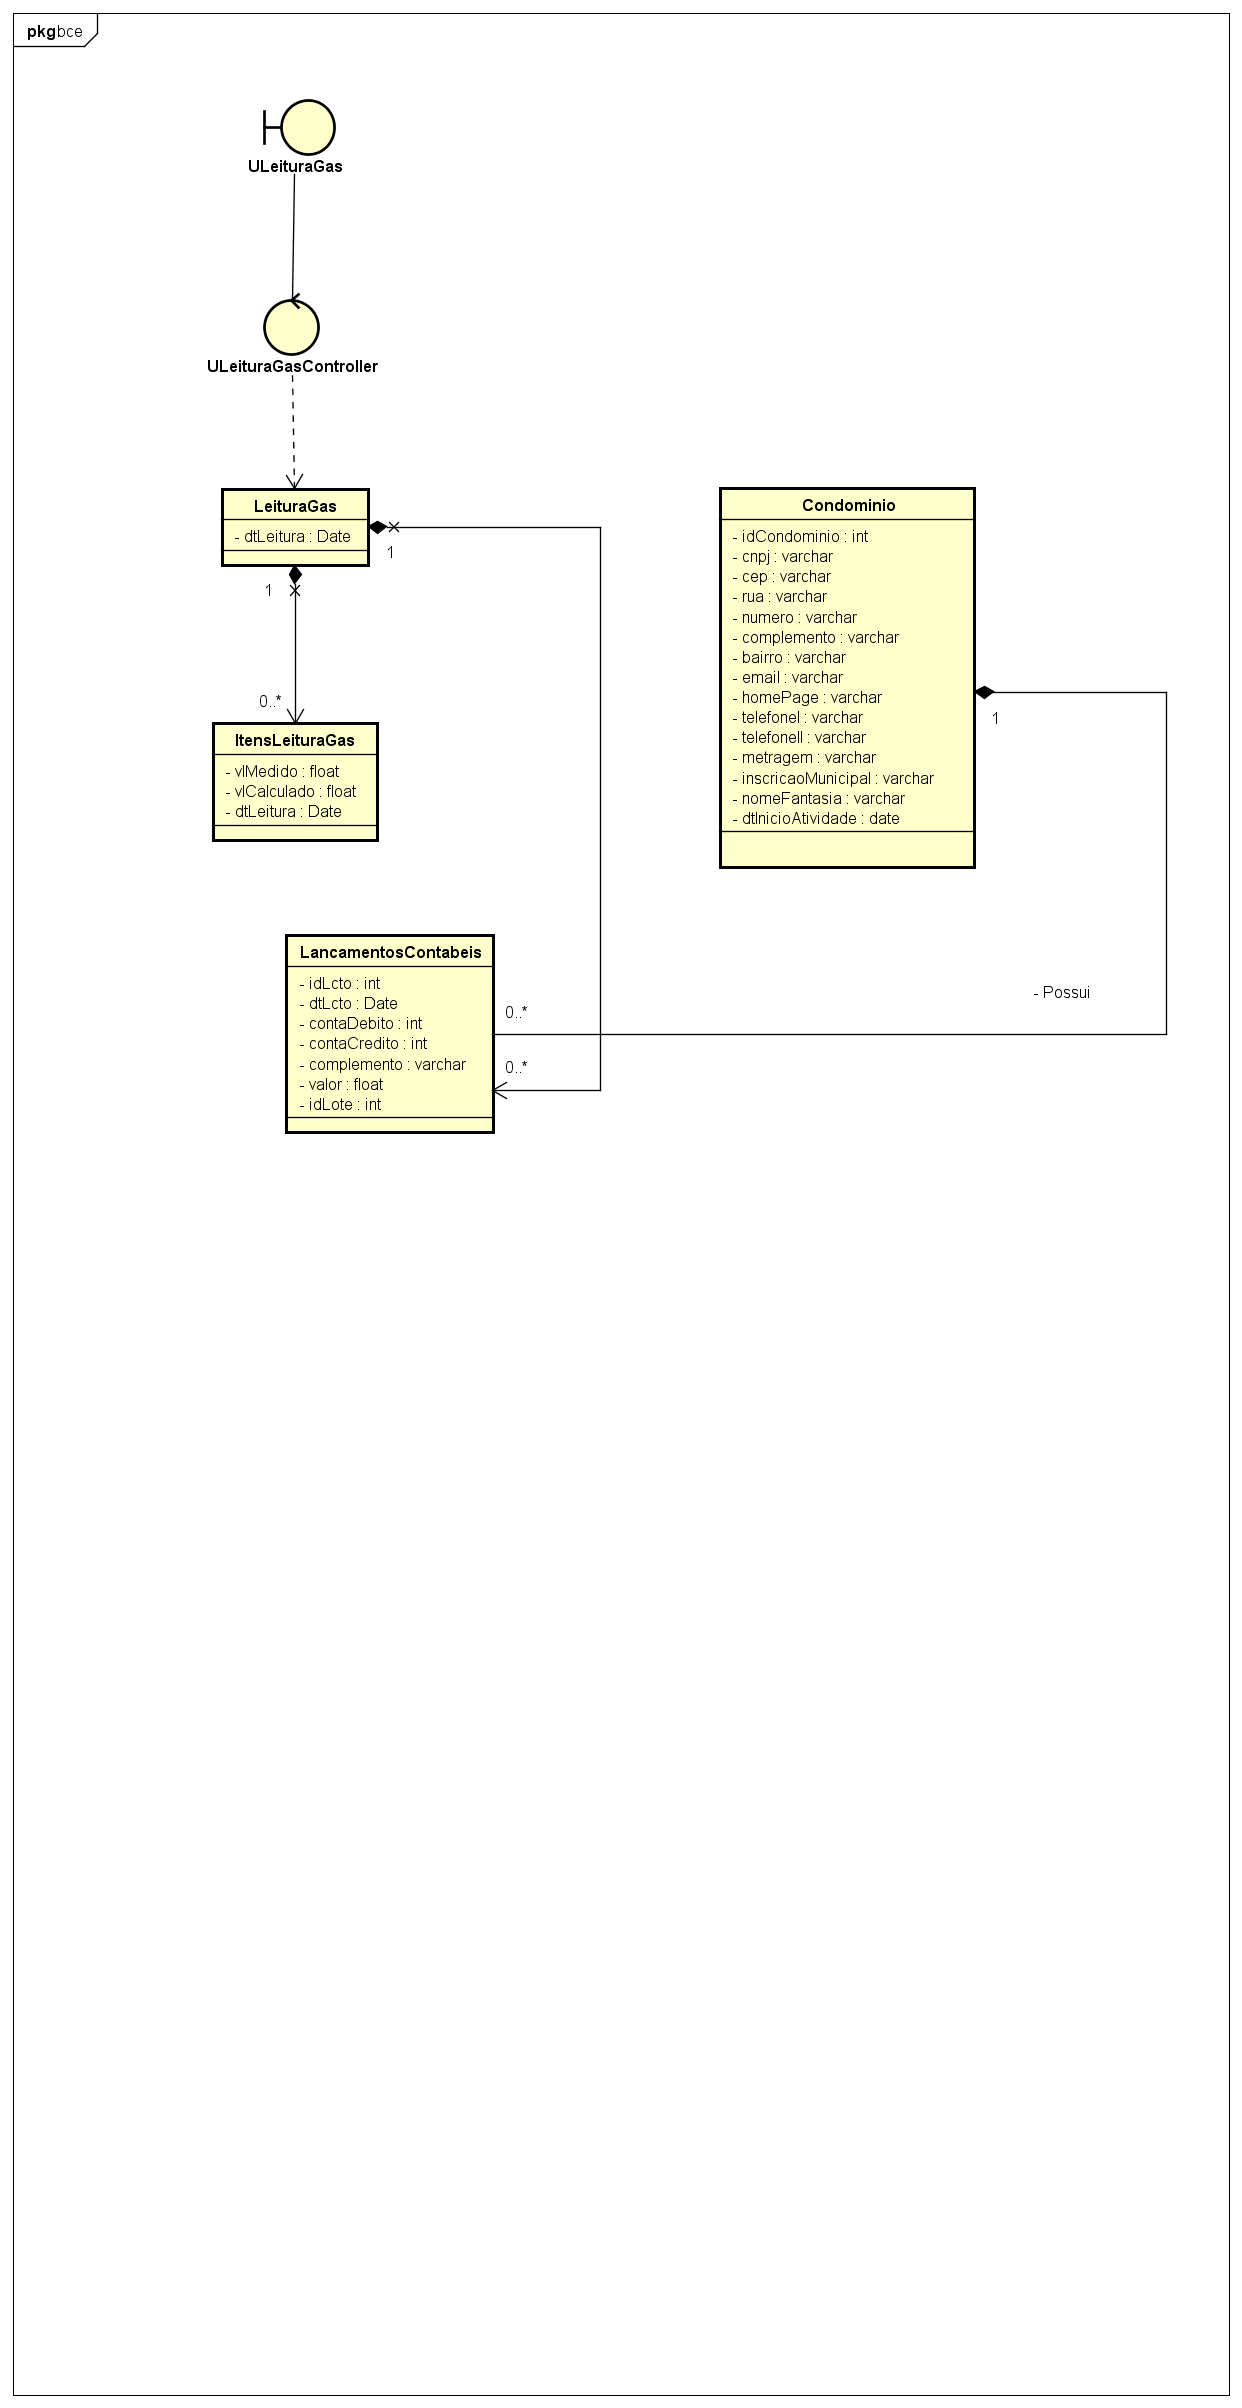 pkg bce
ULeituraGas
ULeituraGasController
LeituraGas
- dtLeitura : Date
1
1
0..*
ItensLeituraGas
- vlMedido : float
- vlCalculado : float
- dtLeitura : Date
Condominio
- idCondominio : int
- cnpj : varchar
- cep : varchar
- rua : varchar
- numero : varchar
- complemento : varchar
- bairro : varchar
- email : varchar
- homePage : varchar
- telefoneI : varchar
- telefoneII : varchar
- metragem : varchar
- inscricaoMunicipal : varchar
- nomeFantasia : varchar
- dtInicioAtividade : date
1
- Possui
LancamentosContabeis
- idLcto : int
- dtLcto : Date
- contaDebito : int
- contaCredito : int
- complemento : varchar
- valor : float
- idLote : int
0..*
0..*